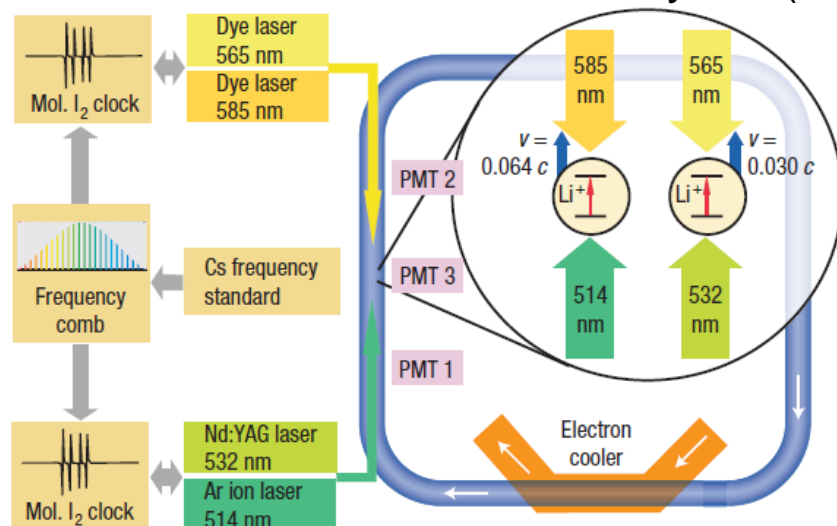 Dye laser
565 nm
Dye laser
585 nm
Mol. I₂ clock
585
nm
565
nm
v =
0.064 c
v =
0.030 c
Li⁺
Li⁺
PMT 2
PMT 3
PMT 1
514
nm
532
nm
Frequency
comb
Cs frequency
standard
Nd:YAG laser
532 nm
Ar ion laser
514 nm
Mol. I₂ clock
Electron
cooler